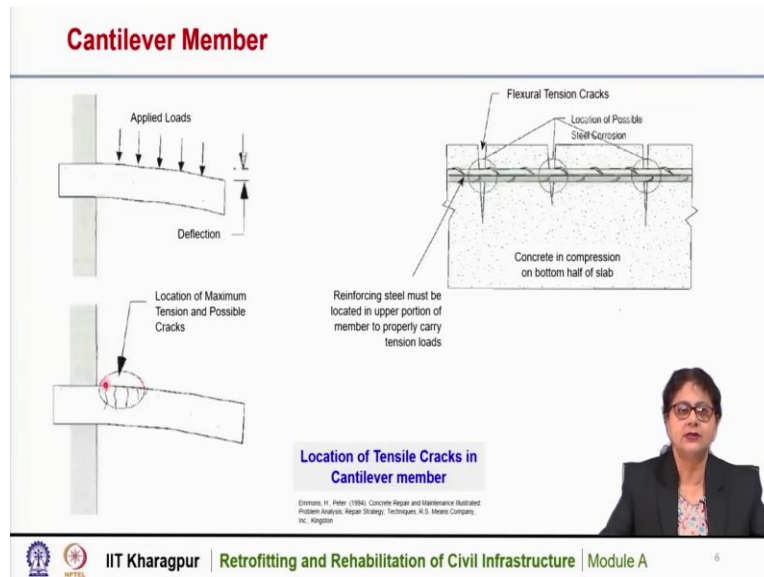 Cantilever Member
Applied Loads
Deflection
Location of Maximum
Tension and Possible
Cracks
Flexural Tension Cracks
Location of Possible
Steel Corrosion
Concrete in compression
on bottom half of slab
Reinforcing steel must be
located in upper portion of
member to properly carry
tension loads
Location of Tensile Cracks in
Cantilever member
Emmons, H., Peter. (1994). Concrete Repair and Maintenance Illustrated:
Problem Analysis, Repair Strategy, Techniques, R.S. Means Company,
Inc., Kingston
NPTEL
IIT Kharagpur | Retrofitting and Rehabilitation of Civil Infrastructure | Module A
6